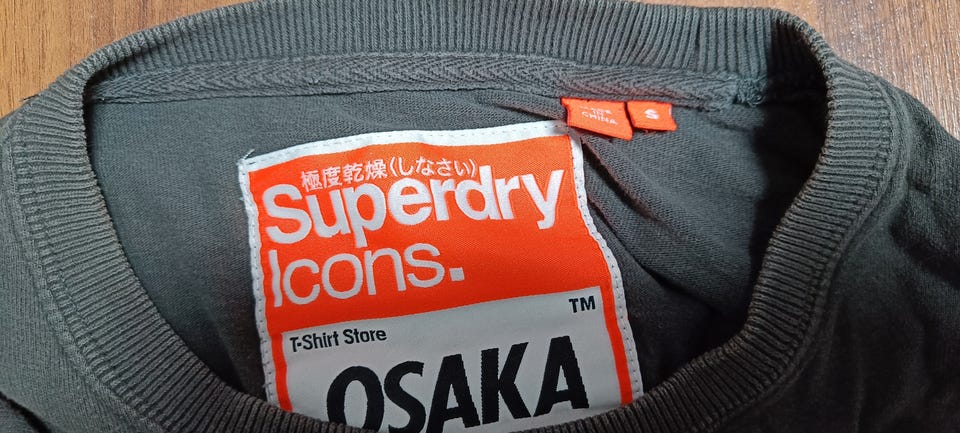 極度乾燥(しなさい)
Superdry
Icons.
TM
T-Shirt Store
OSAKA
CHINA
S